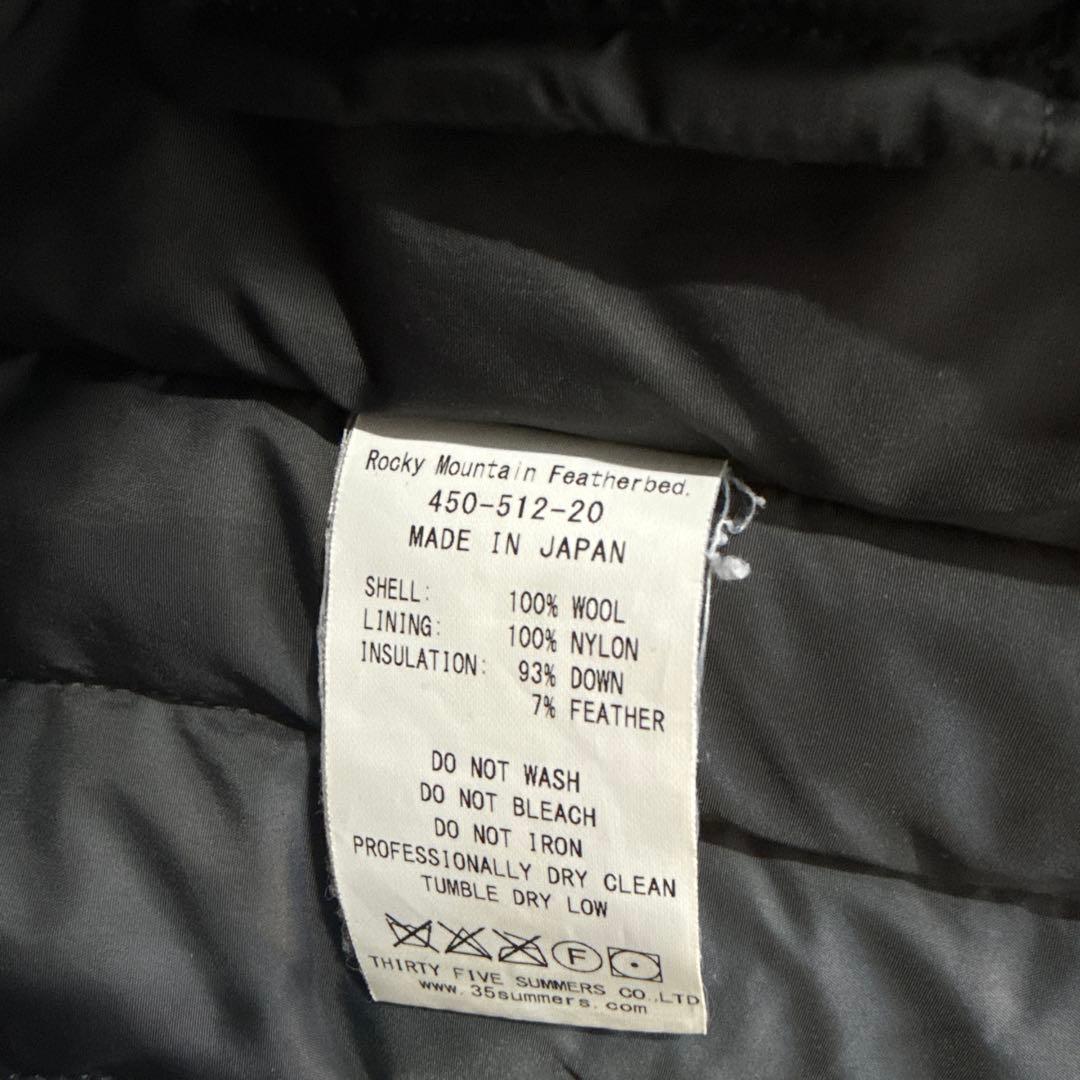 Rocky Mountain Featherbed.
450-512-20
MADE IN JAPAN
SHELL: 100% WOOL
LINING: 100% NYLON
INSULATION: 93% DOWN
7% FEATHER
DO NOT WASH
DO NOT BLEACH
DO NOT IRON
PROFESSIONALLY DRY CLEAN
TUMBLE DRY LOW
F
THIRTY FIVE SUMMERS CO.,LTD
www.35summers.com